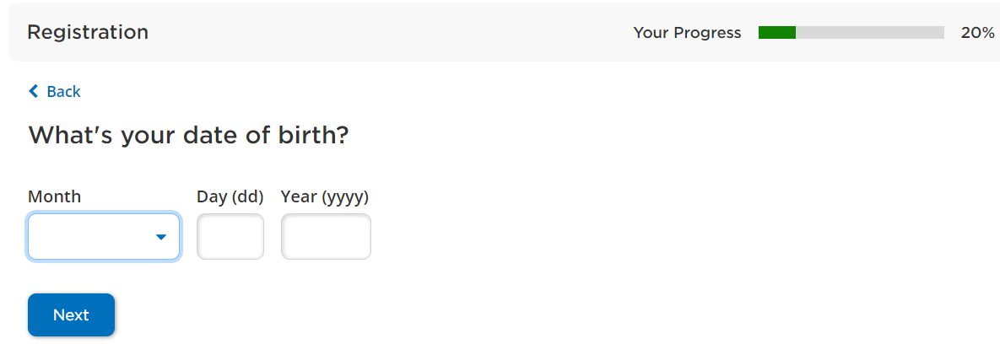 Registration
Your Progress 20%
Back
What's your date of birth?
Month Day (dd) Year (yyyy)
Next